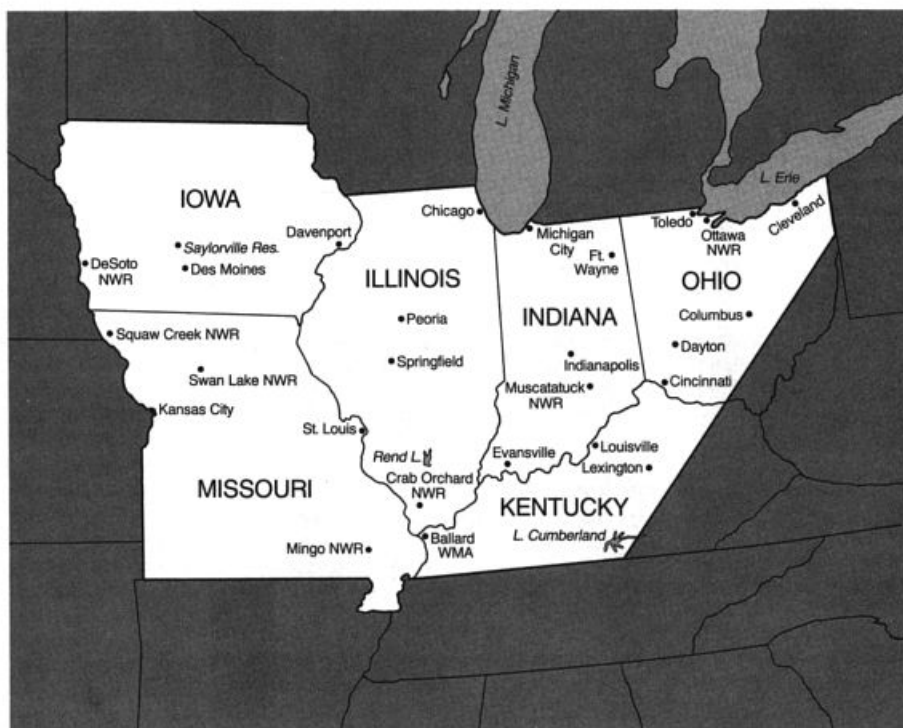 L. Michigan
L. Erie
IOWA
Saylorville Res.
Des Moines
DeSoto
NWR
Davenport
Chicago
ILLINOIS
Peoria
Springfield
Michigan
City
Ft.
Wayne
INDIANA
Indianapolis
Muscatatuck
NWR
Toledo
Ottawa
NWR
Cleveland
OHIO
Columbus
Dayton
Cincinnati
Squaw Creek NWR
Swan Lake NWR
Kansas City
St. Louis
MISSOURI
Mingo NWR
Rend L.
Crab Orchard
NWR
Evansville
Louisville
Lexington
KENTUCKY
Ballard
WMA
L. Cumberland